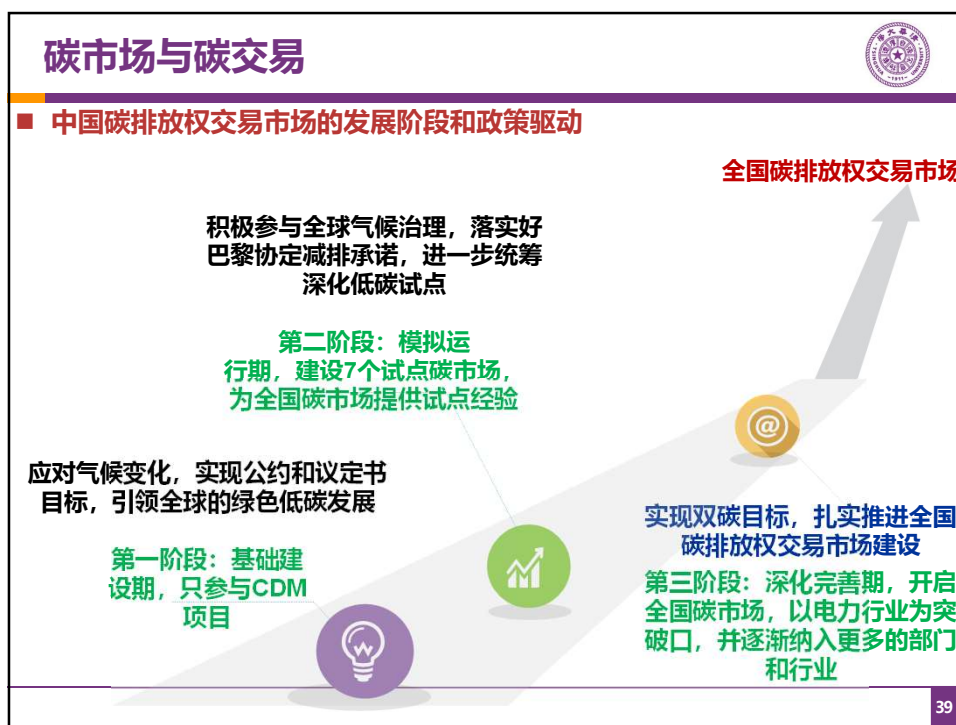 碳市场与碳交易
■ 中国碳排放权交易市场的发展阶段和政策驱动
全国碳排放权交易市场
积极参与全球气候治理，落实好
巴黎协定减排承诺，进一步统筹
深化低碳试点
第二阶段：模拟运
行期，建设7个试点碳市场，
为全国碳市场提供试点经验
应对气候变化，实现公约和议定书
目标，引领全球的绿色低碳发展
第一阶段：基础建
设期，只参与CDM
项目
@
实现双碳目标，扎实推进全国
碳排放权交易市场建设
第三阶段：深化完善期，开启
全国碳市场，以电力行业为突
破口，并逐渐纳入更多的部门
和行业
39